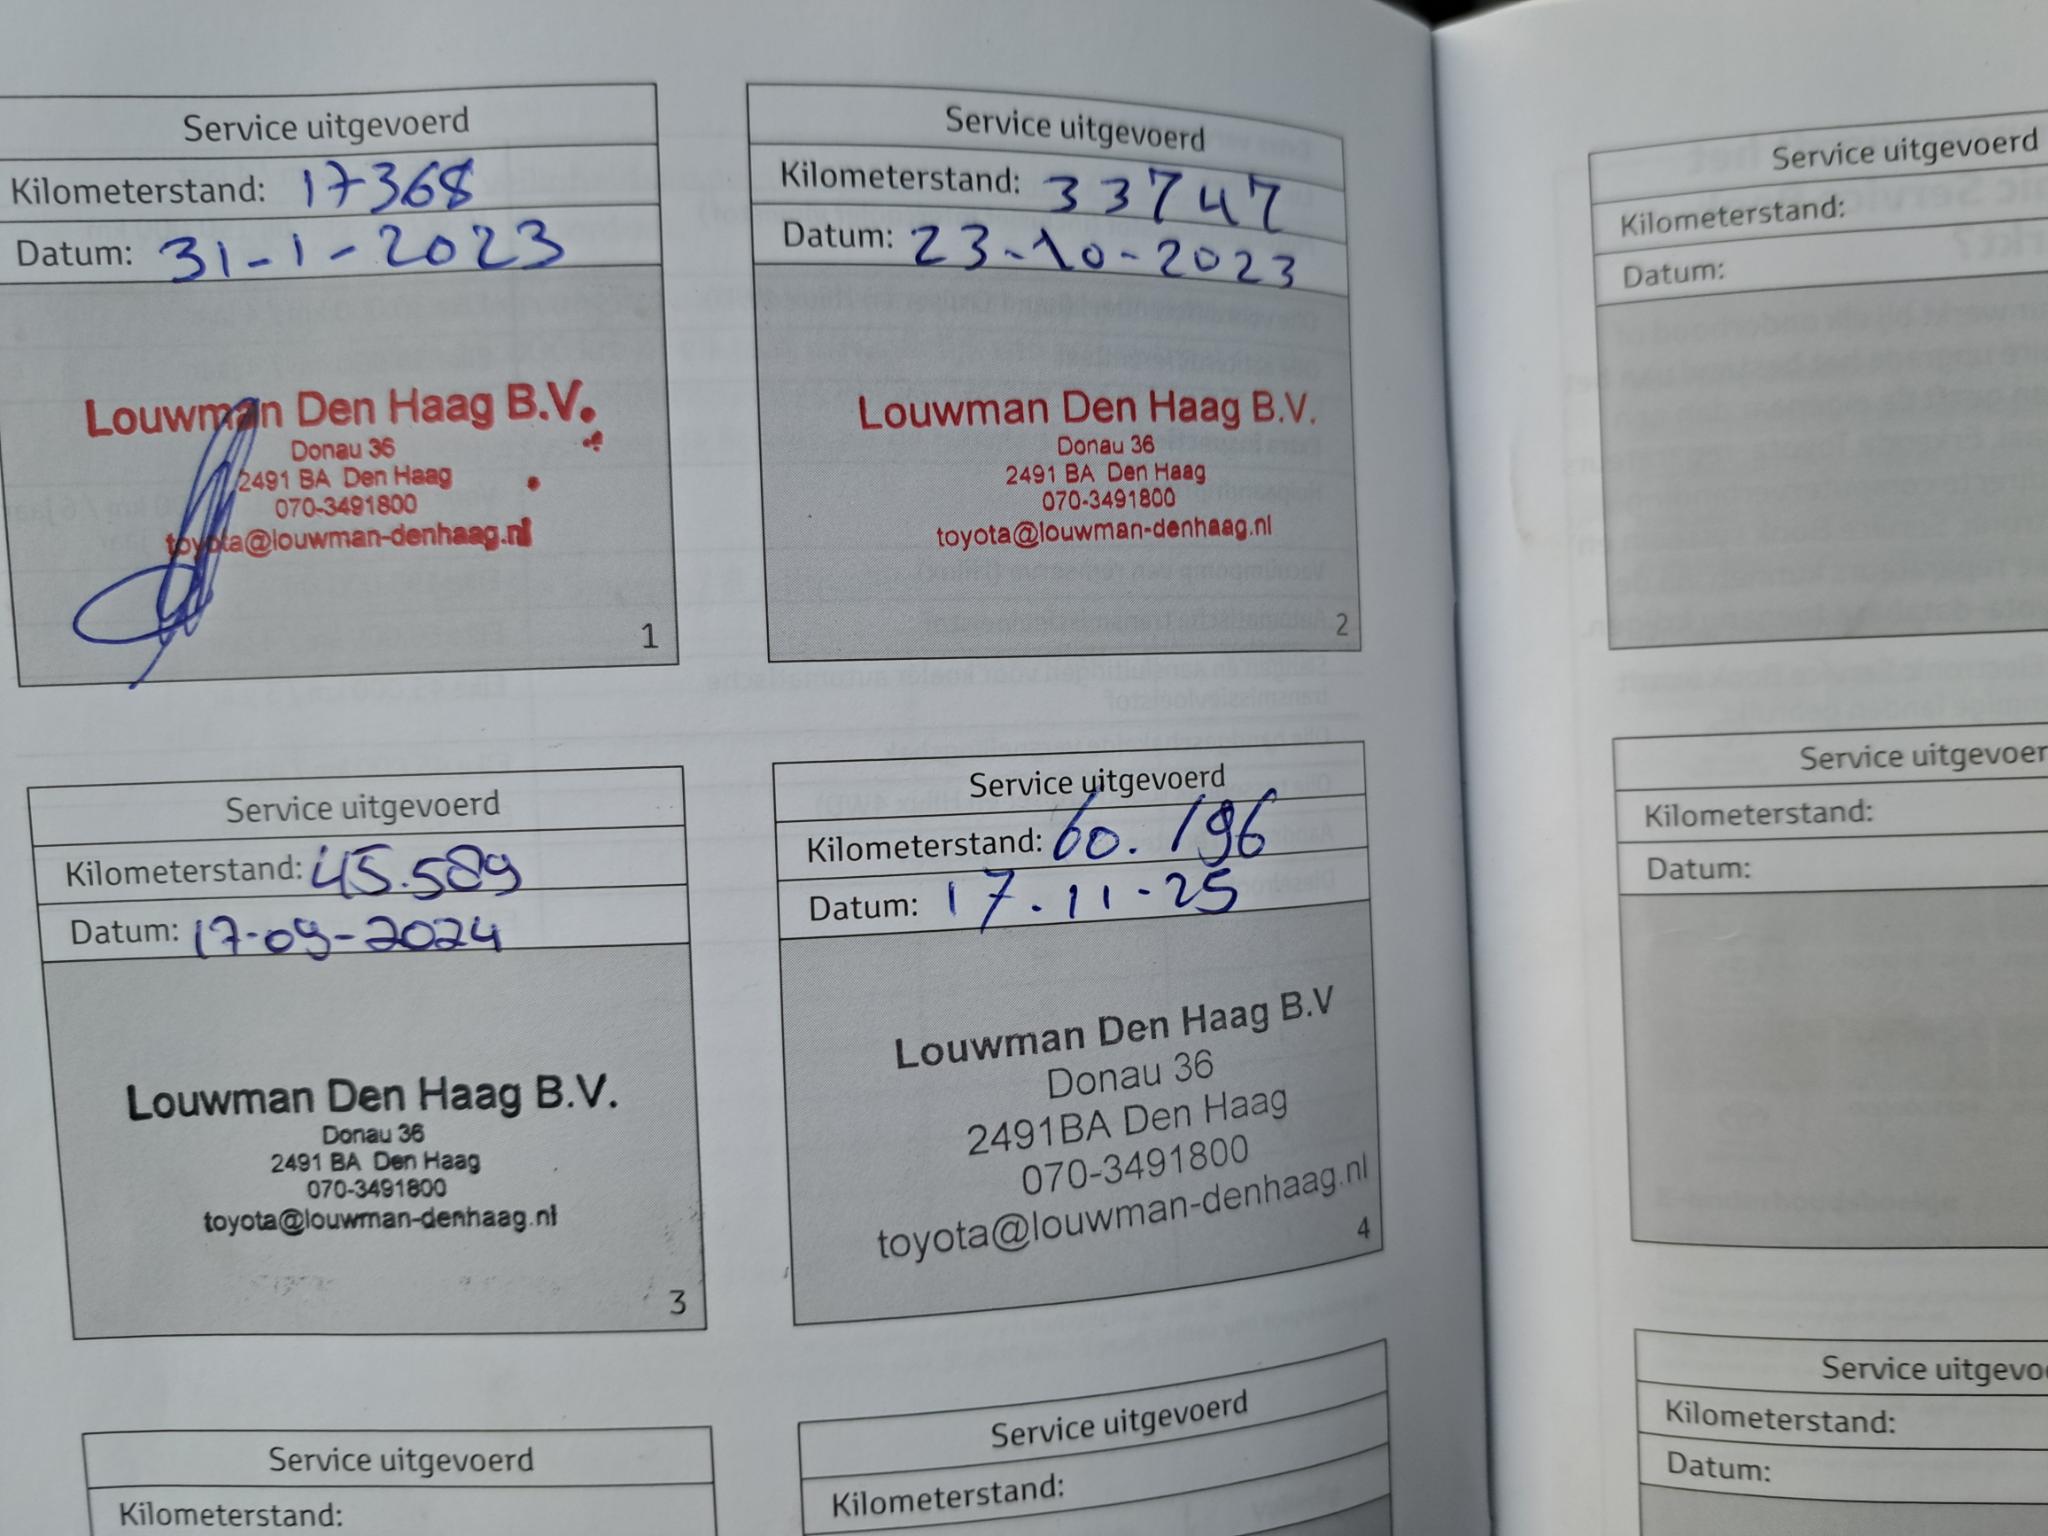 Service uitgevoerd
Kilometerstand: 17368
Datum: 31-1-2023
Louwman Den Haag B.V.
Donau 36
2491 BA Den Haag
070-3491800
toyota@louwman-denhaag.nl
1
Service uitgevoerd
Kilometerstand: 33747
Datum: 23-10-2023
Louwman Den Haag B.V.
Donau 36
2491 BA Den Haag
070-3491800
toyota@louwman-denhaag.nl
2
Service uitgevoerd
Kilometerstand: 45.589
Datum: 17-09-2024
Louwman Den Haag B.V.
Donau 36
2491 BA Den Haag
070-3491800
toyota@louwman-denhaag.nl
3
Service uitgevoerd
Kilometerstand: 60.196
Datum: 17.11-25
Louwman Den Haag B.V
Donau 36
2491BA Den Haag
070-3491800
toyota@louwman-denhaag.nl
4
Service uitgevoerd
Kilometerstand:
Service uitgevoerd
Kilometerstand:
Service uitgevoerd
Kilometerstand:
Datum:
Service uitgevoer
Kilometerstand:
Datum:
Service uitgevo
Kilometerstand:
Datum: